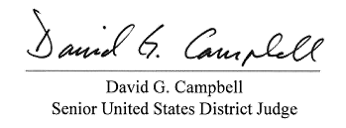 David G. Campbell
David G. Campbell
Senior United States District Judge